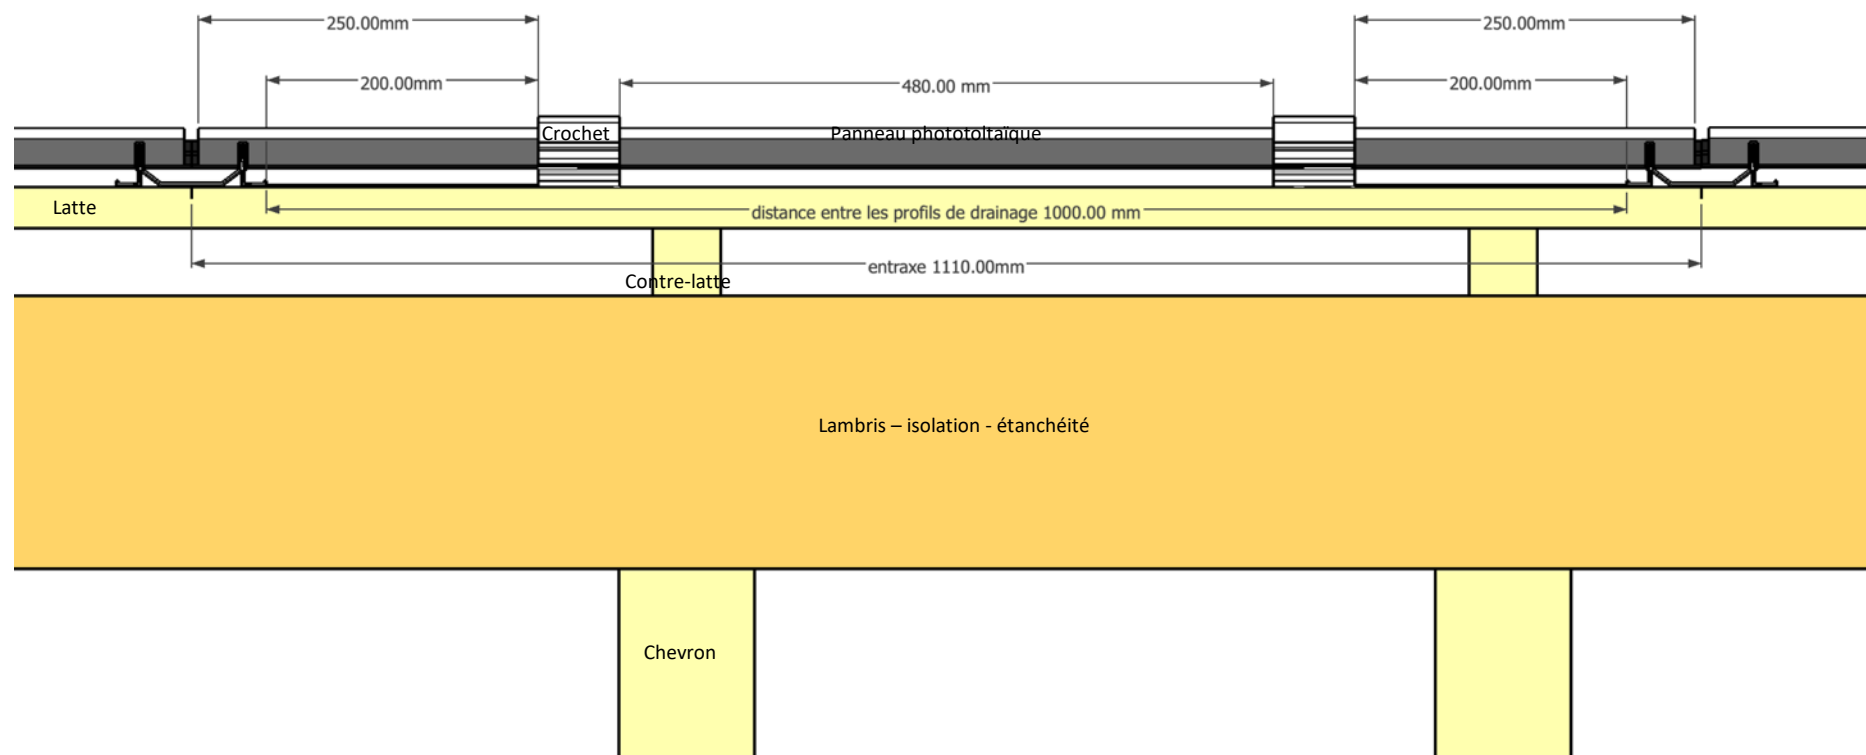 250.00mm
250.00mm
200.00mm
480.00 mm
200.00mm
Crochet
Panneau phototoltaïque
Latte
distance entre les profils de drainage 1000.00 mm
entraxe 1110.00mm
Contre-latte
Lambris – isolation - étanchéité
Chevron